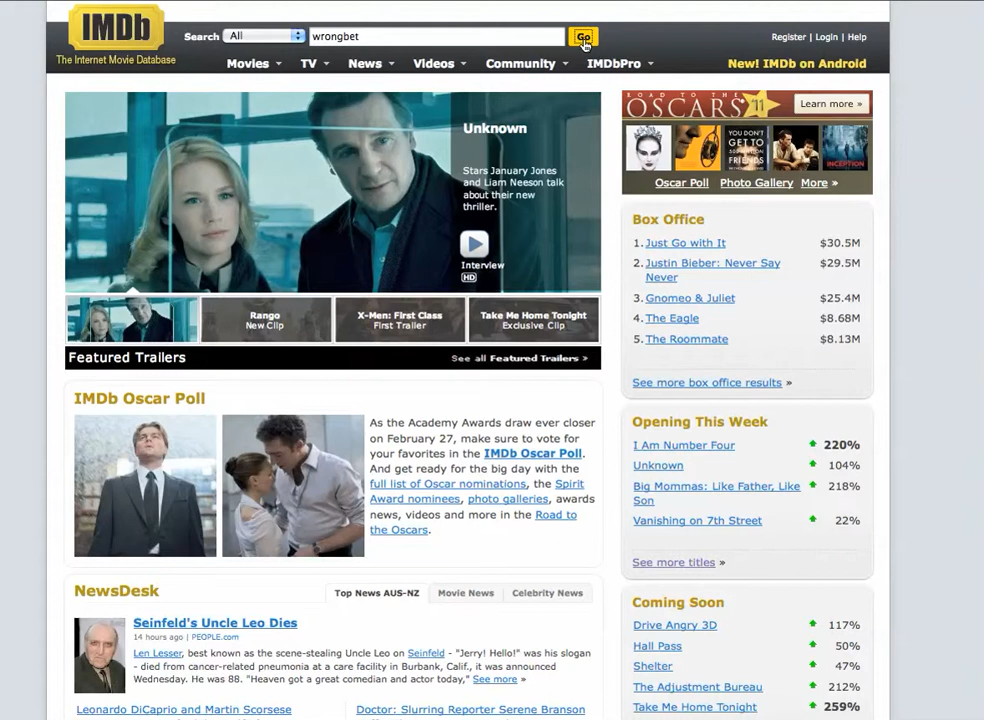 IMDb
The Internet Movie Database
Search All wrongbet Go
Register | Login | Help
Movies TV News Videos Community IMDbPro New! IMDb on Android
Unknown
Stars January Jones
and Liam Neeson talk
about their new
thriller.
Interview
HD
Rango
New Clip
X-Men: First Class
First Trailer
Take Me Home Tonight
Exclusive Clip
Featured Trailers See all Featured Trailers »
ROAD TO THE
OSCARS '11
Learn more »
YOU DON'T
GET TO
500 MILLION
FRIENDS
INCEPTION
Oscar Poll Photo Gallery More »
Box Office
1. Just Go with It $30.5M
2. Justin Bieber: Never Say $29.5M
Never
3. Gnomeo & Juliet $25.4M
4. The Eagle $8.68M
5. The Roommate $8.13M
See more box office results »
IMDb Oscar Poll
As the Academy Awards draw ever closer
on February 27, make sure to vote for
your favorites in the IMDb Oscar Poll.
And get ready for the big day with the
full list of Oscar nominations, the Spirit
Award nominees, photo galleries, awards
news, videos and more in the Road to
the Oscars.
Opening This Week
I Am Number Four 220%
Unknown 104%
Big Mommas: Like Father, Like 218%
Son
Vanishing on 7th Street 22%
See more titles »
NewsDesk
Top News AUS-NZ Movie News Celebrity News
Seinfeld's Uncle Leo Dies
14 hours ago | PEOPLE.com
Len Lesser, best known as the scene-stealing Uncle Leo on Seinfeld - "Jerry! Hello!" was his slogan
- died from cancer-related pneumonia at a care facility in Burbank, Calif., it was announced
Wednesday. He was 88. "Heaven got a great comedian and actor today," See more »
Leonardo DiCaprio and Martin Scorsese
Doctor: Slurring Reporter Serene Branson
Coming Soon
Drive Angry 3D 117%
Hall Pass 50%
Shelter 47%
The Adjustment Bureau 212%
Take Me Home Tonight 259%